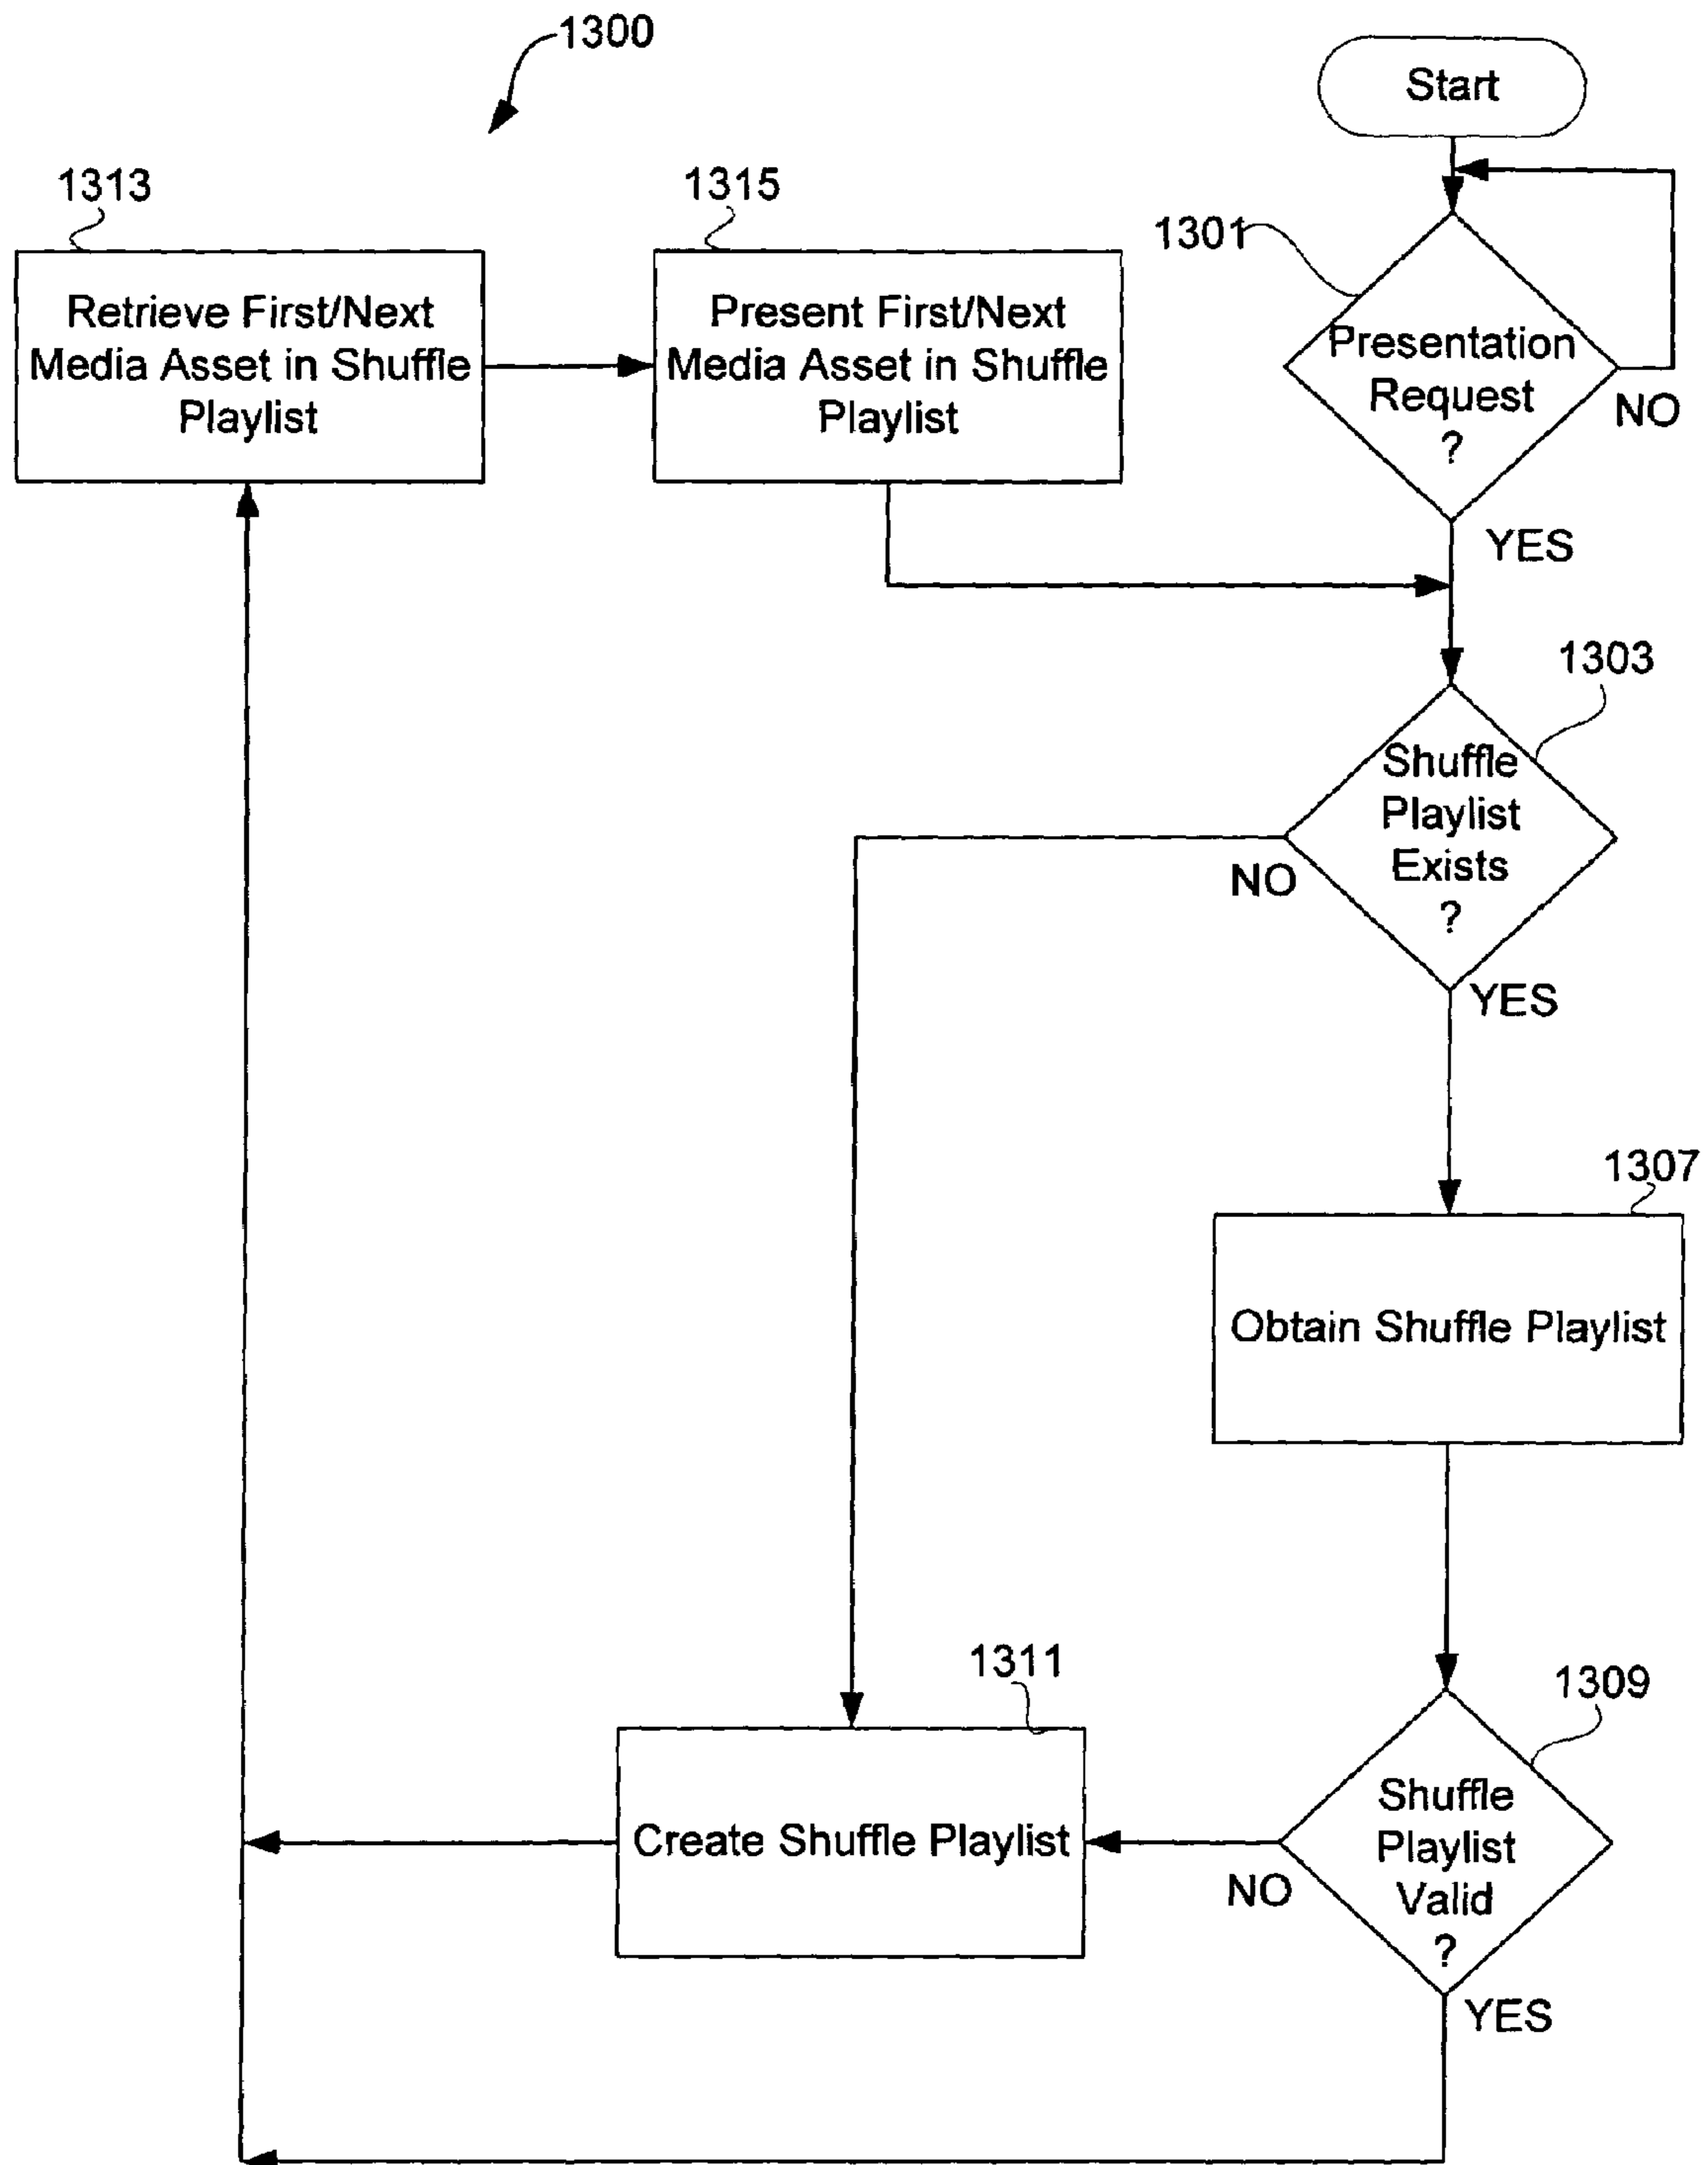 1300
Start
1313
1315
1301
Retrieve First/Next
Media Asset in Shuffle
Playlist
Present First/Next
Media Asset in Shuffle
Playlist
Presentation
Request
?
NO
YES
1303
Shuffle
Playlist
Exists
?
NO
YES
1307
Obtain Shuffle Playlist
1311
1309
Create Shuffle Playlist
Shuffle
Playlist
Valid
?
NO
YES